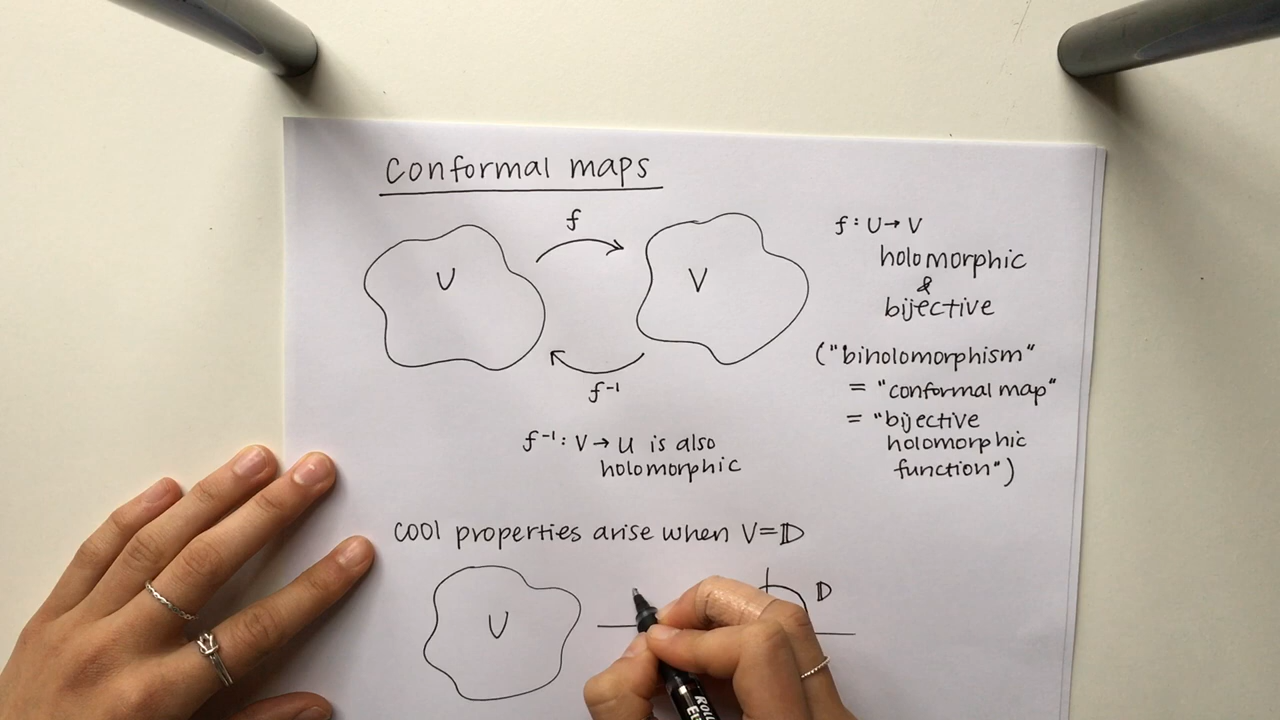 Conformal maps
f
U
V
f⁻¹
f : U → V
holomorphic
&
bijective
("biholomorphism"
= "conformal map"
= "bijective
holomorphic
function")
f⁻¹: V → U is also
holomorphic
cool properties arise when V=𝔻
U
𝔻
ROLL